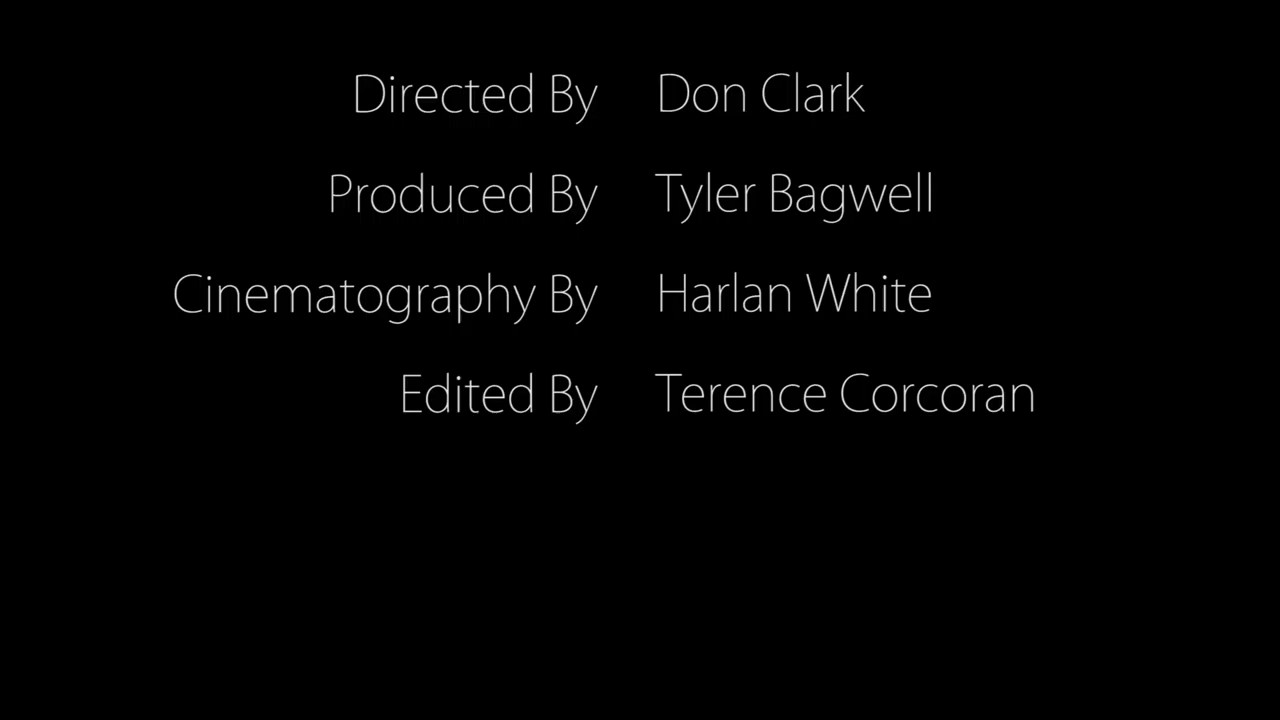 Directed By Don Clark
Produced By Tyler Bagwell
Cinematography By Harlan White
Edited By Terence Corcoran